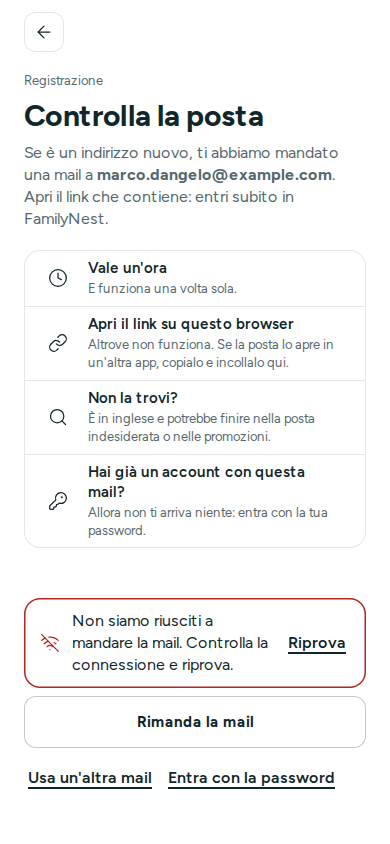 Registrazione
Controlla la posta
Se è un indirizzo nuovo, ti abbiamo mandato
una mail a marco.dangelo@example.com.
Apri il link che contiene: entri subito in
FamilyNest.
Vale un'ora
E funziona una volta sola.
Apri il link su questo browser
Altrove non funziona. Se la posta lo apre in
un'altra app, copialo e incollalo qui.
Non la trovi?
È in inglese e potrebbe finire nella posta
indesiderata o nelle promozioni.
Hai già un account con questa
mail?
Allora non ti arriva niente: entra con la tua
password.
Non siamo riusciti a
mandare la mail. Controlla la
connessione e riprova.
Riprova
Rimanda la mail
Usa un'altra mail Entra con la password